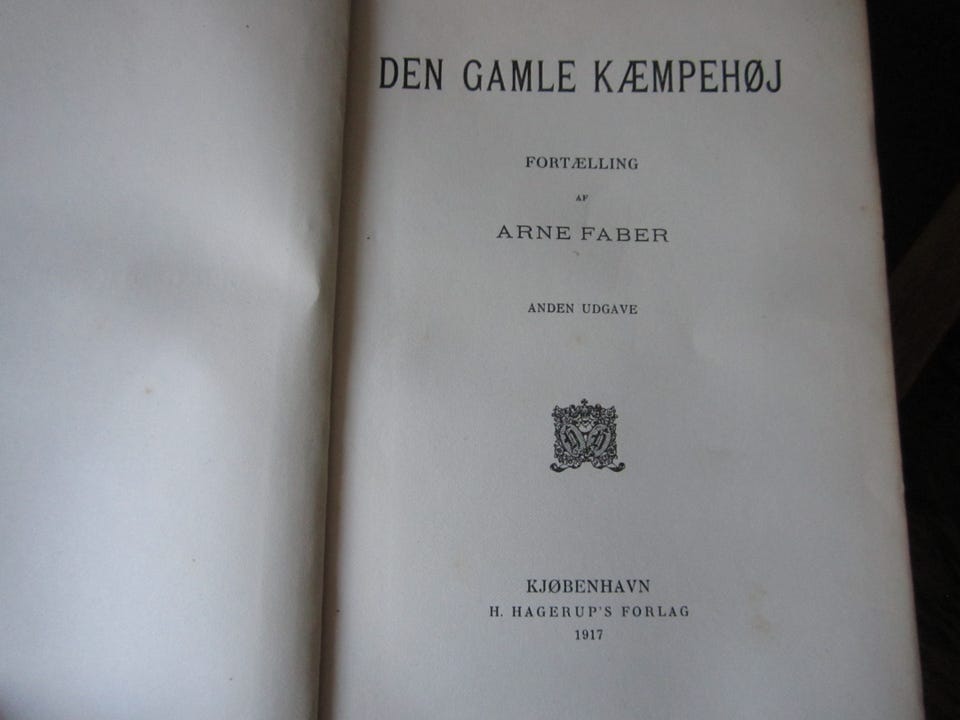 DEN GAMLE KÆMPEHØJ
FORTÆLLING
AF
ARNE FABER
ANDEN UDGAVE
KJØBENHAVN
H. HAGERUP'S FORLAG
1917